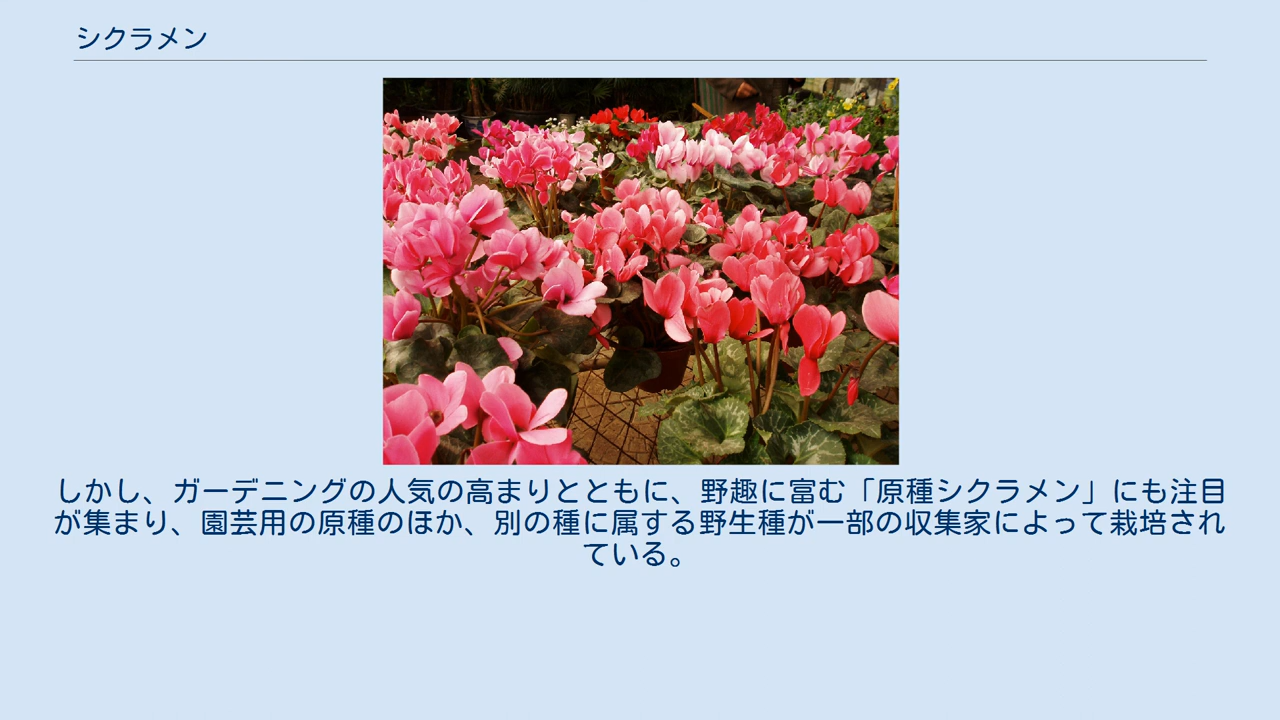 シクラメン
しかし、ガーデニングの人気の高まりとともに、野趣に富む「原種シクラメン」にも注目
が集まり、園芸用の原種のほか、別の種に属する野生種が一部の収集家によって栽培され
ている。